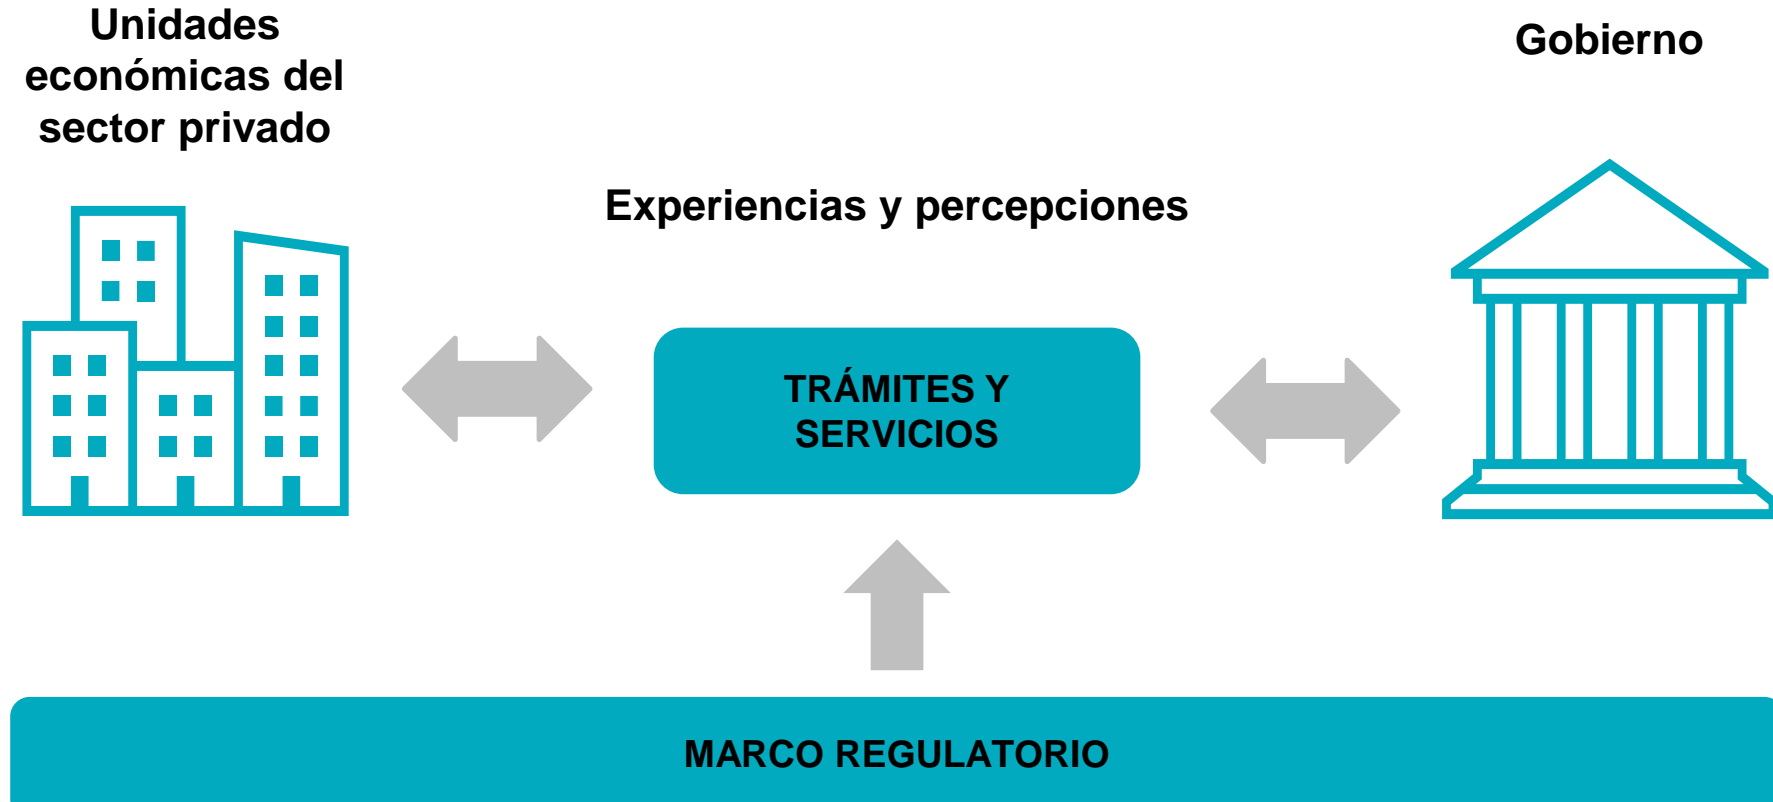 Unidades
económicas del
sector privado
Gobierno
Experiencias y percepciones
TRÁMITES Y
SERVICIOS
MARCO REGULATORIO